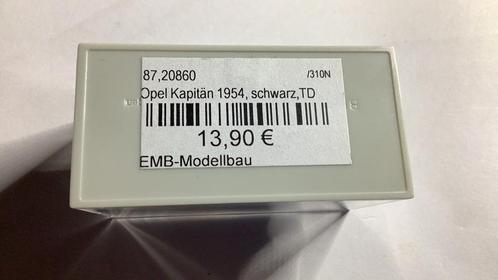 87,20860 /310N
Opel Kapitän 1954, schwarz,TD
13,90 €
EMB-Modellbau